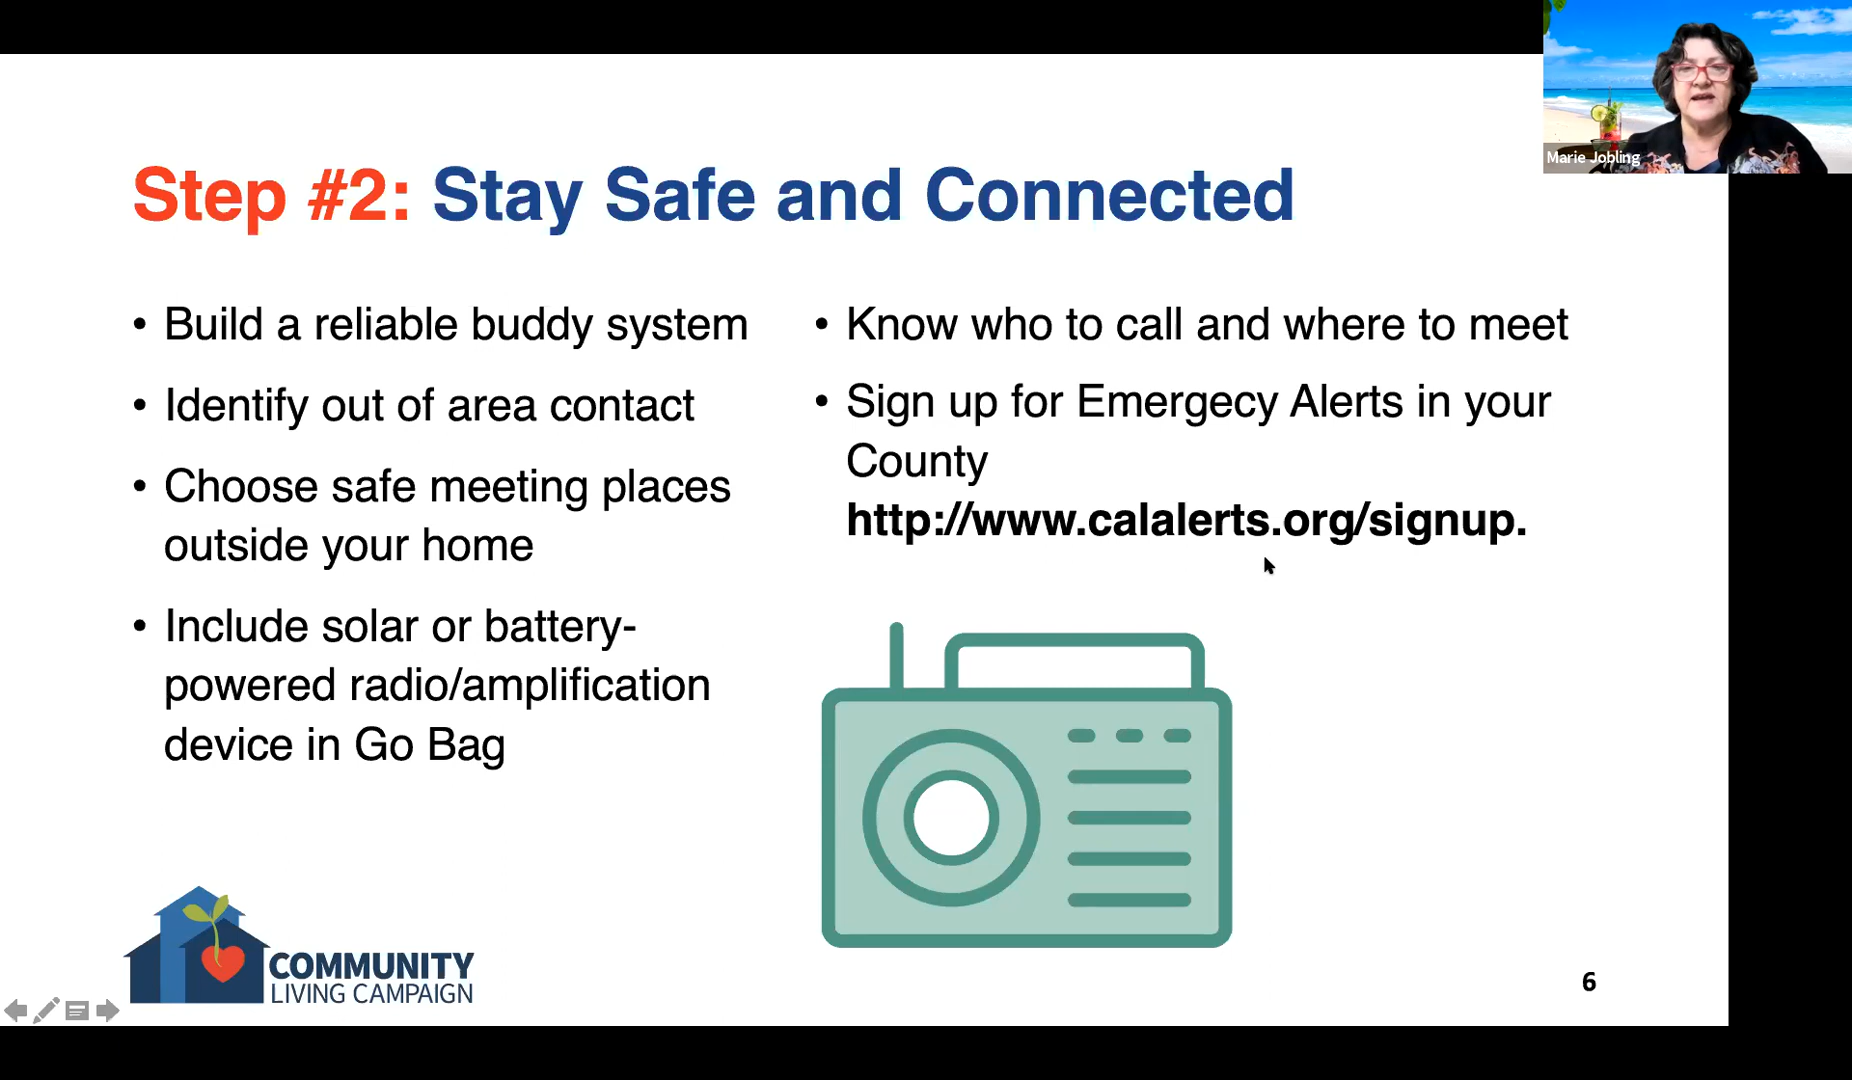 Marie Jobling
Step #2: Stay Safe and Connected
• Build a reliable buddy system
• Identify out of area contact
• Choose safe meeting places
outside your home
• Include solar or battery-
powered radio/amplification
device in Go Bag
• Know who to call and where to meet
• Sign up for Emergecy Alerts in your
County
http://www.calalerts.org/signup.
COMMUNITY
LIVING CAMPAIGN
6